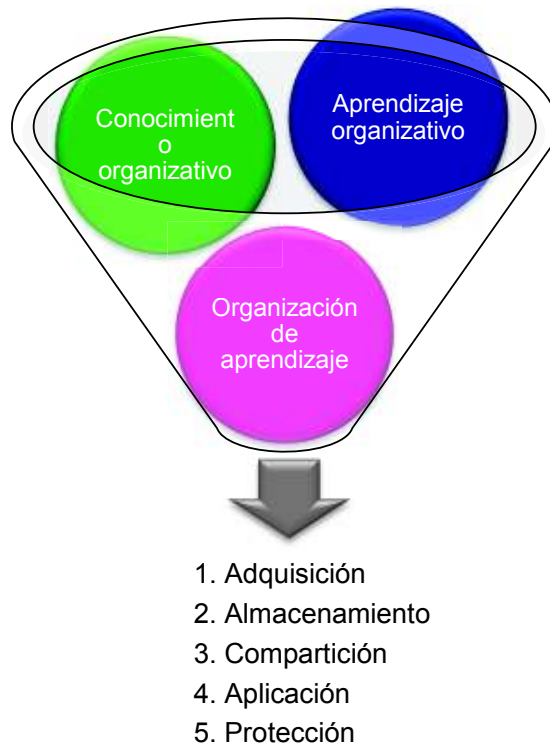 Conocimient
o
organizativo
Aprendizaje
organizativo
Organización
de
aprendizaje
1. Adquisición
2. Almacenamiento
3. Compartición
4. Aplicación
5. Protección